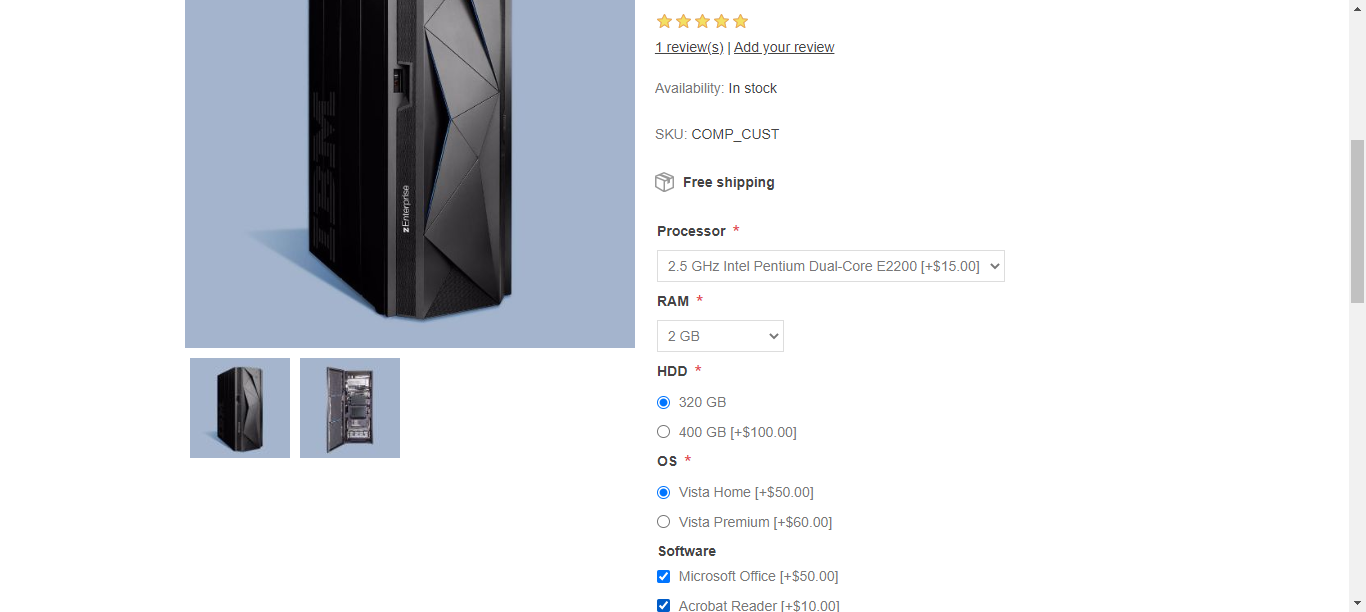 IBM
zEnterprise
1 review(s) | Add your review
Availability: In stock
SKU: COMP_CUST
Free shipping
Processor *
2.5 GHz Intel Pentium Dual-Core E2200 [+$15.00]
RAM *
2 GB
HDD *
320 GB
400 GB [+$100.00]
OS *
Vista Home [+$50.00]
Vista Premium [+$60.00]
Software
Microsoft Office [+$50.00]
Acrobat Reader [+$10.00]